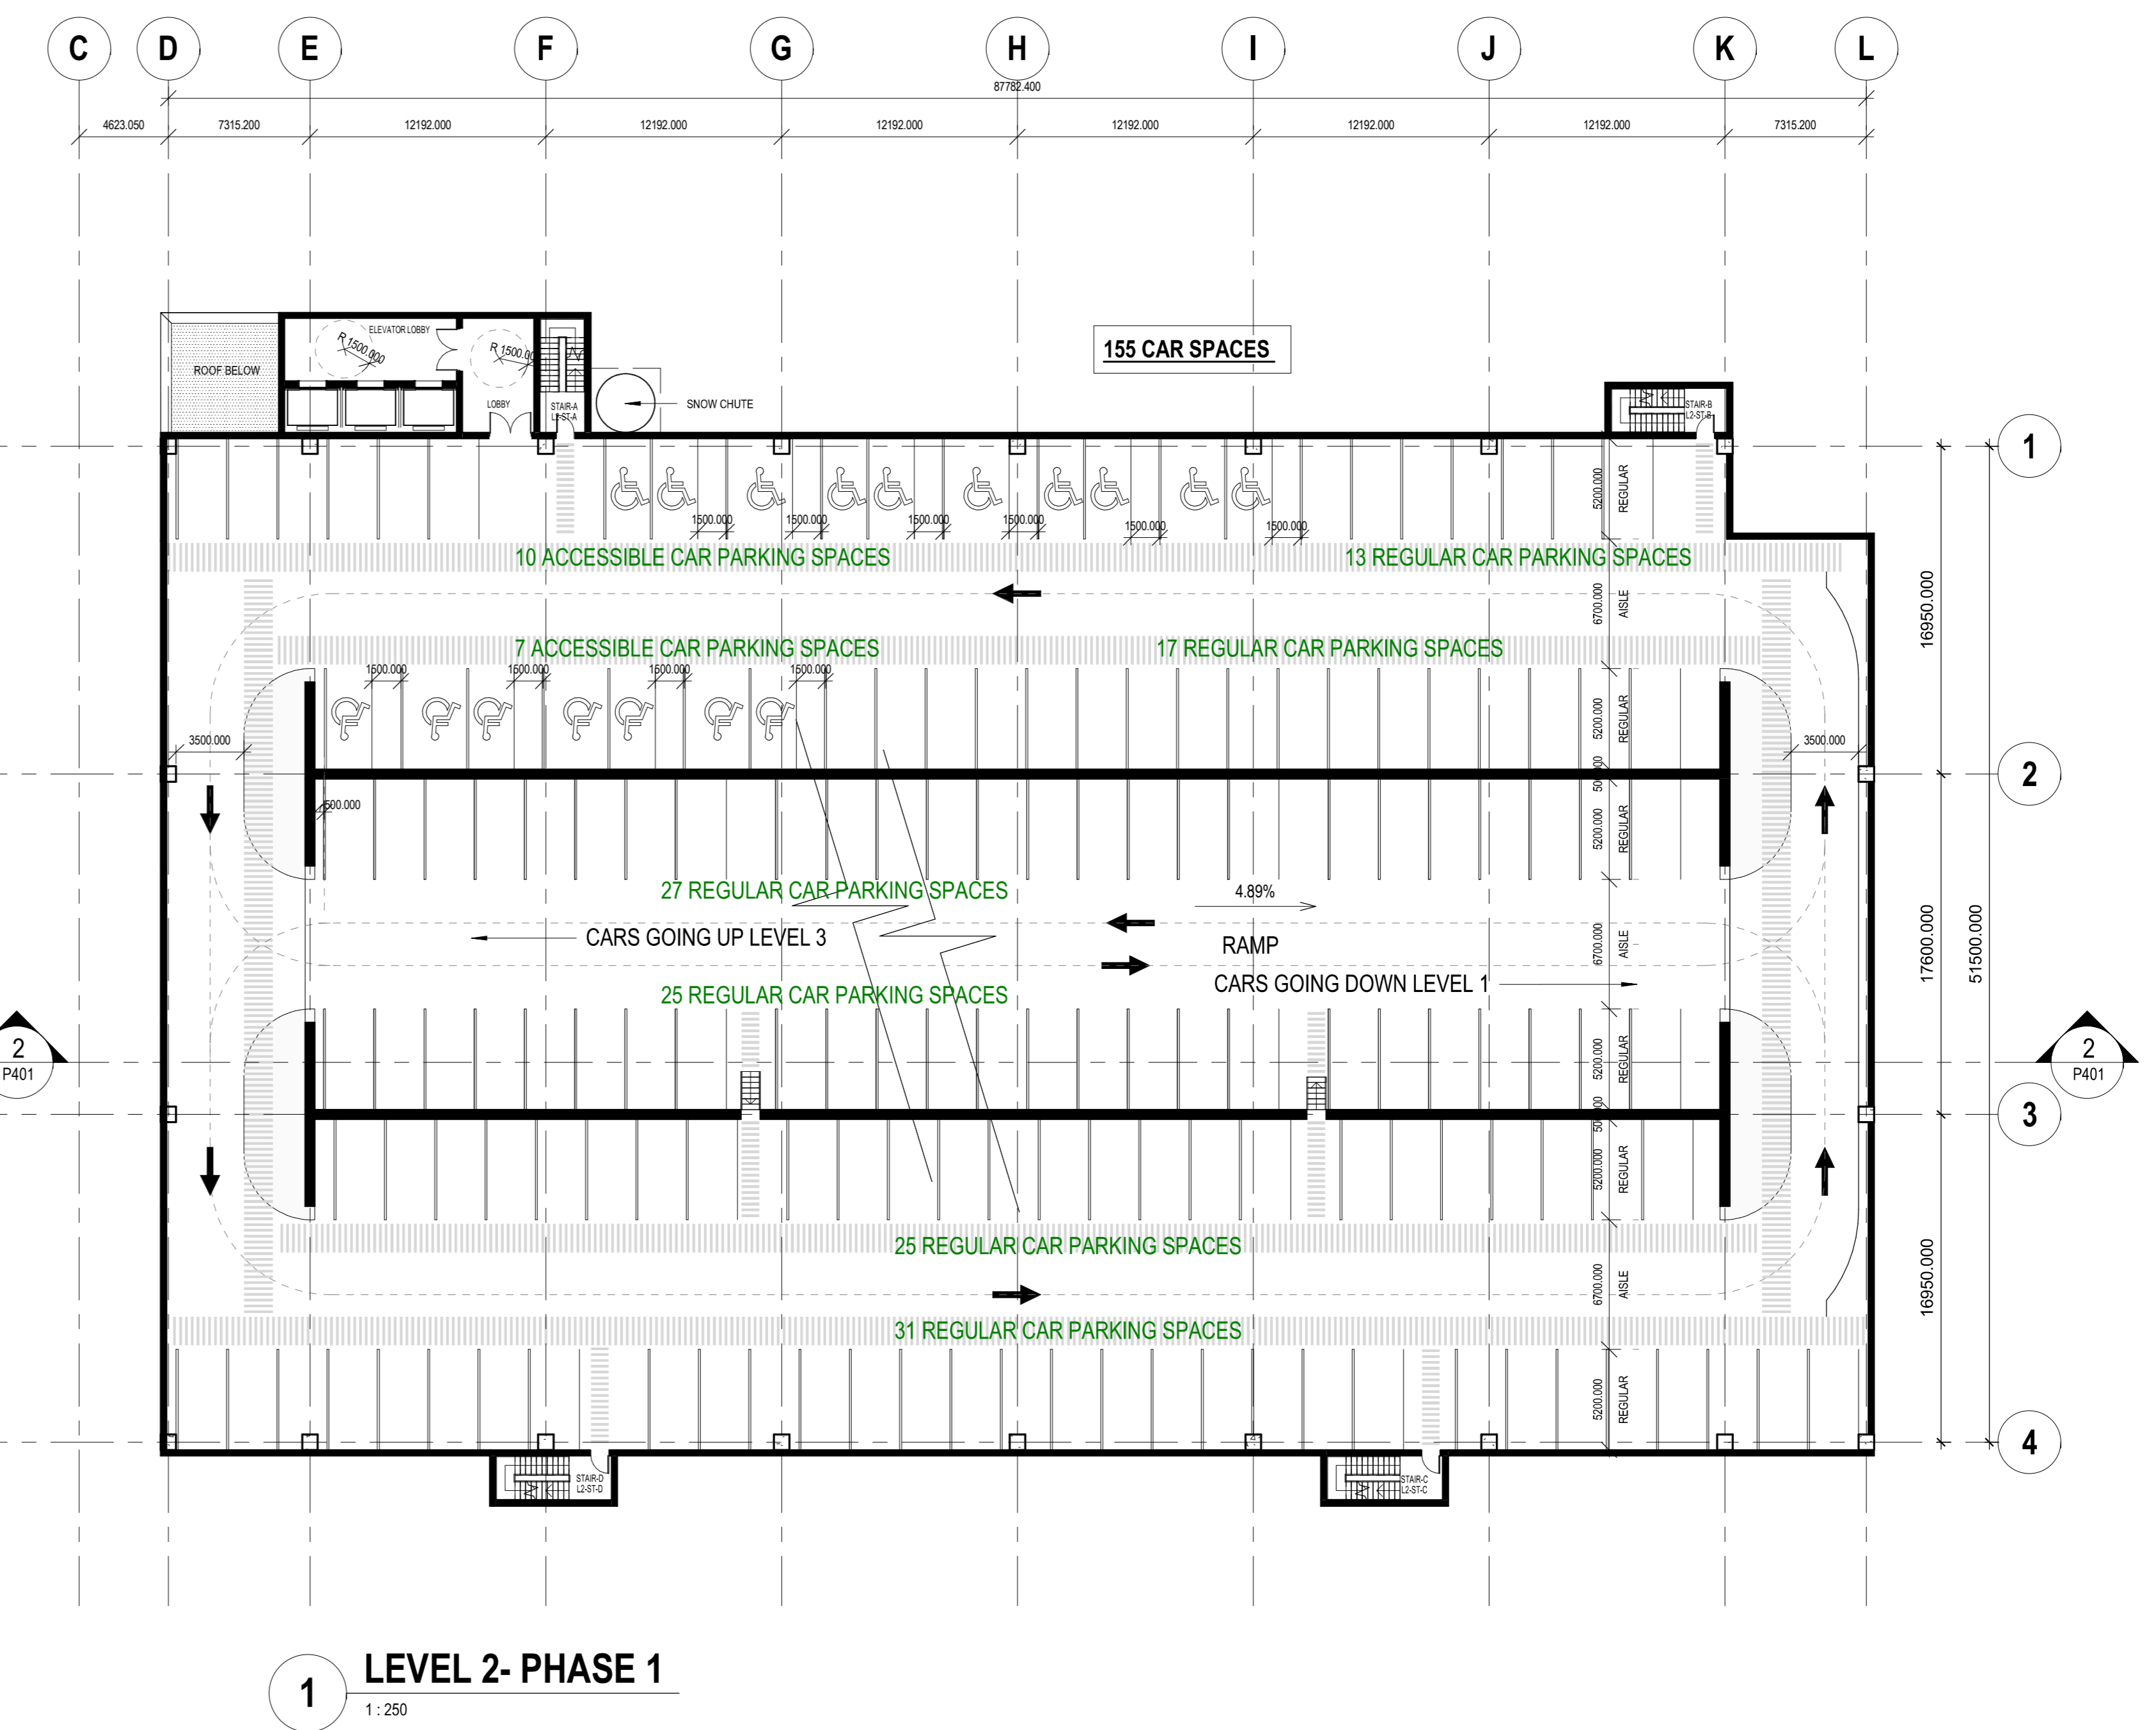 C D E F G H I J K L
87782.400
4623.050 7315.200 12192.000 12192.000 12192.000 12192.000 12192.000 12192.000 7315.200
ELEVATOR LOBBY
R 1500.000
R 1500.00
ROOF BELOW
LOBBY
STAIR-A
L2-ST-A
SNOW CHUTE
155 CAR SPACES
STAIR-B
L2-ST-B
1
5200.000 REGULAR
1500.000 1500.000 1500.000 1500.000 1500.000 1500.000
10 ACCESSIBLE CAR PARKING SPACES
13 REGULAR CAR PARKING SPACES
6700.000 AISLE
16950.000
7 ACCESSIBLE CAR PARKING SPACES
17 REGULAR CAR PARKING SPACES
1500.000 1500.000 1500.000 1500.000
5200.000 REGULAR
3500.000
3500.000
2
500.000
5200.000 REGULAR
27 REGULAR CAR PARKING SPACES
4.89%
CARS GOING UP LEVEL 3
RAMP
6700.000 AISLE
17600.000
51500.000
CARS GOING DOWN LEVEL 1
25 REGULAR CAR PARKING SPACES
2
P401
5200.000 REGULAR
2
P401
3
5200.000 REGULAR
25 REGULAR CAR PARKING SPACES
6700.000 AISLE
16950.000
31 REGULAR CAR PARKING SPACES
5200.000 REGULAR
4
STAIR-D
L2-ST-D
STAIR-C
L2-ST-C
1
LEVEL 2- PHASE 1
1 : 250